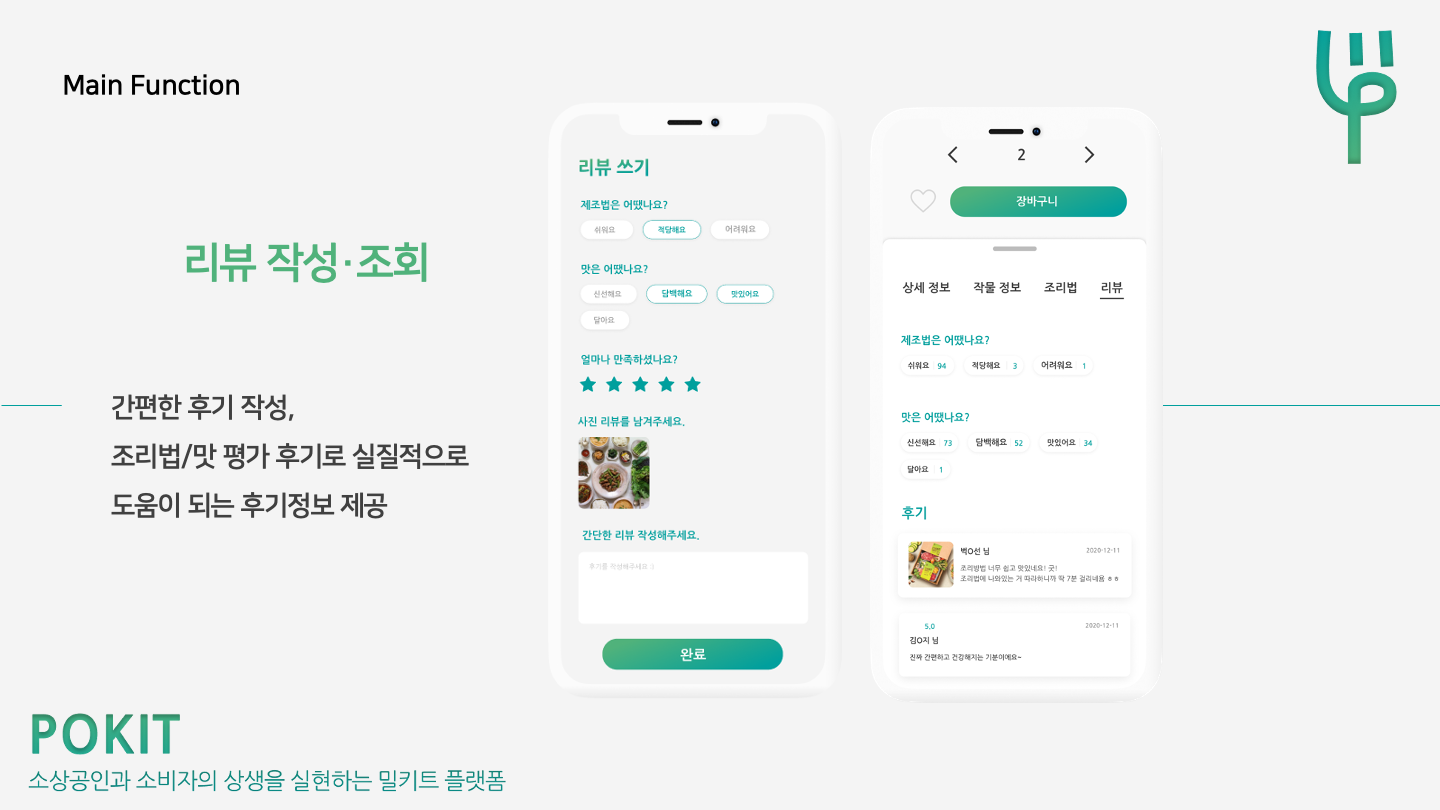 Main Function
리뷰 작성·조회
간편한 후기 작성,
조리법/맛 평가 후기로 실질적으로
도움이 되는 후기정보 제공
리뷰 쓰기
제조법은 어땠나요?
쉬워요 적당해요 어려워요
맛은 어땠나요?
신선해요 담백해요 맛있어요
달아요
얼마나 만족하셨나요?
사진 리뷰를 남겨주세요.
간단한 리뷰 작성해주세요.
후기를 작성해주세요 :)
완료
2
장바구니
상세 정보 작물 정보 조리법 리뷰
제조법은 어땠나요?
쉬워요 94 적당해요 3 어려워요 1
맛은 어땠나요?
신선해요 73 담백해요 52 맛있어요 34
달아요 1
후기
벅O선 님 2020-12-11
조리방법 너무 쉽고 맛있네요! 굿!
조리법에 나와있는 거 따라하니까 딱 7분 걸리네욤 ㅎㅎ
5.0 2020-12-11
김O지 님
진짜 간편하고 건강해지는 기분이에요~
POKIT
소상공인과 소비자의 상생을 실현하는 밀키트 플랫폼